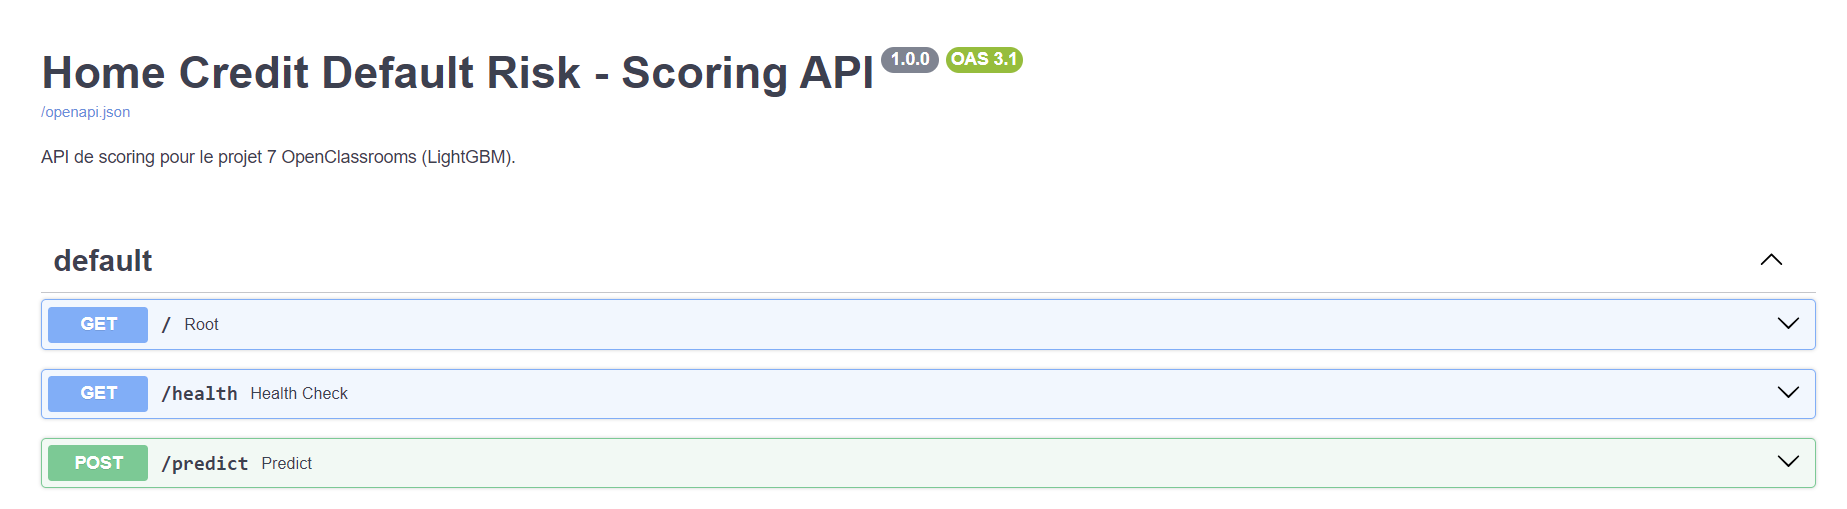 Home Credit Default Risk - Scoring API 1.0.0 OAS 3.1
/openapi.json
API de scoring pour le projet 7 OpenClassrooms (LightGBM).
default
GET / Root
GET /health Health Check
POST /predict Predict